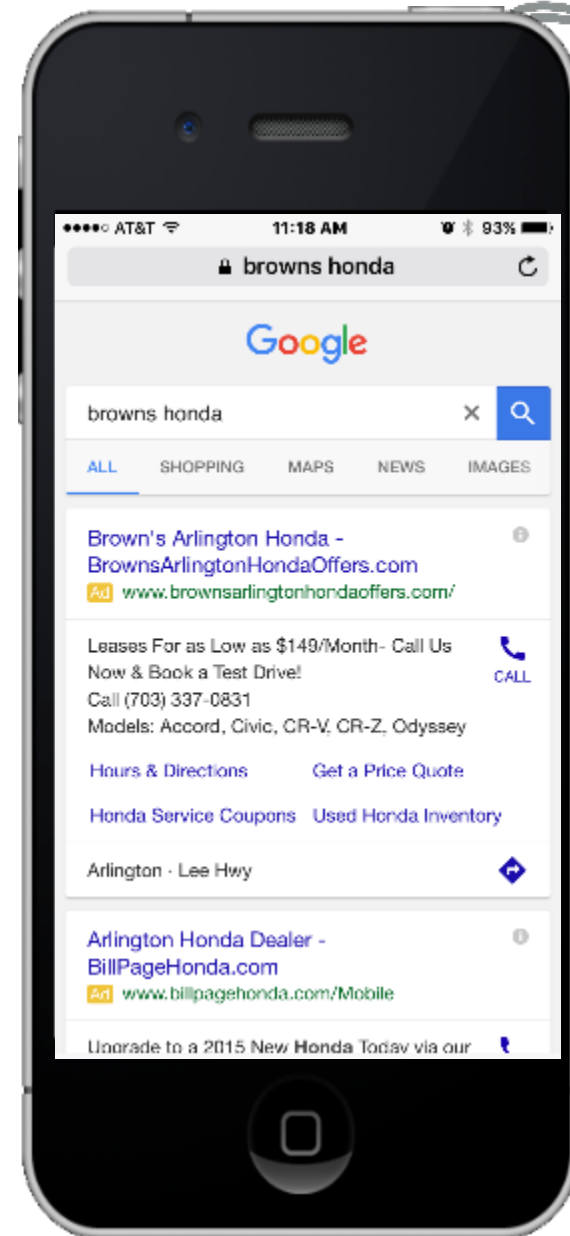 AT&T 11:18 AM 93%
browns honda
Google
browns honda
ALL SHOPPING MAPS NEWS IMAGES
Brown's Arlington Honda -
BrownsArlingtonHondaOffers.com
Ad www.brownsarlingtonhondaoffers.com/
Leases For as Low as $149/Month- Call Us
Now & Book a Test Drive!
CALL
Call (703) 337-0831
Models: Accord, Civic, CR-V, CR-Z, Odyssey
Hours & Directions Get a Price Quote
Honda Service Coupons Used Honda Inventory
Arlington · Lee Hwy
Arlington Honda Dealer -
BillPageHonda.com
Ad www.billpagehonda.com/Mobile
Upgrade to a 2015 New Honda Today via our